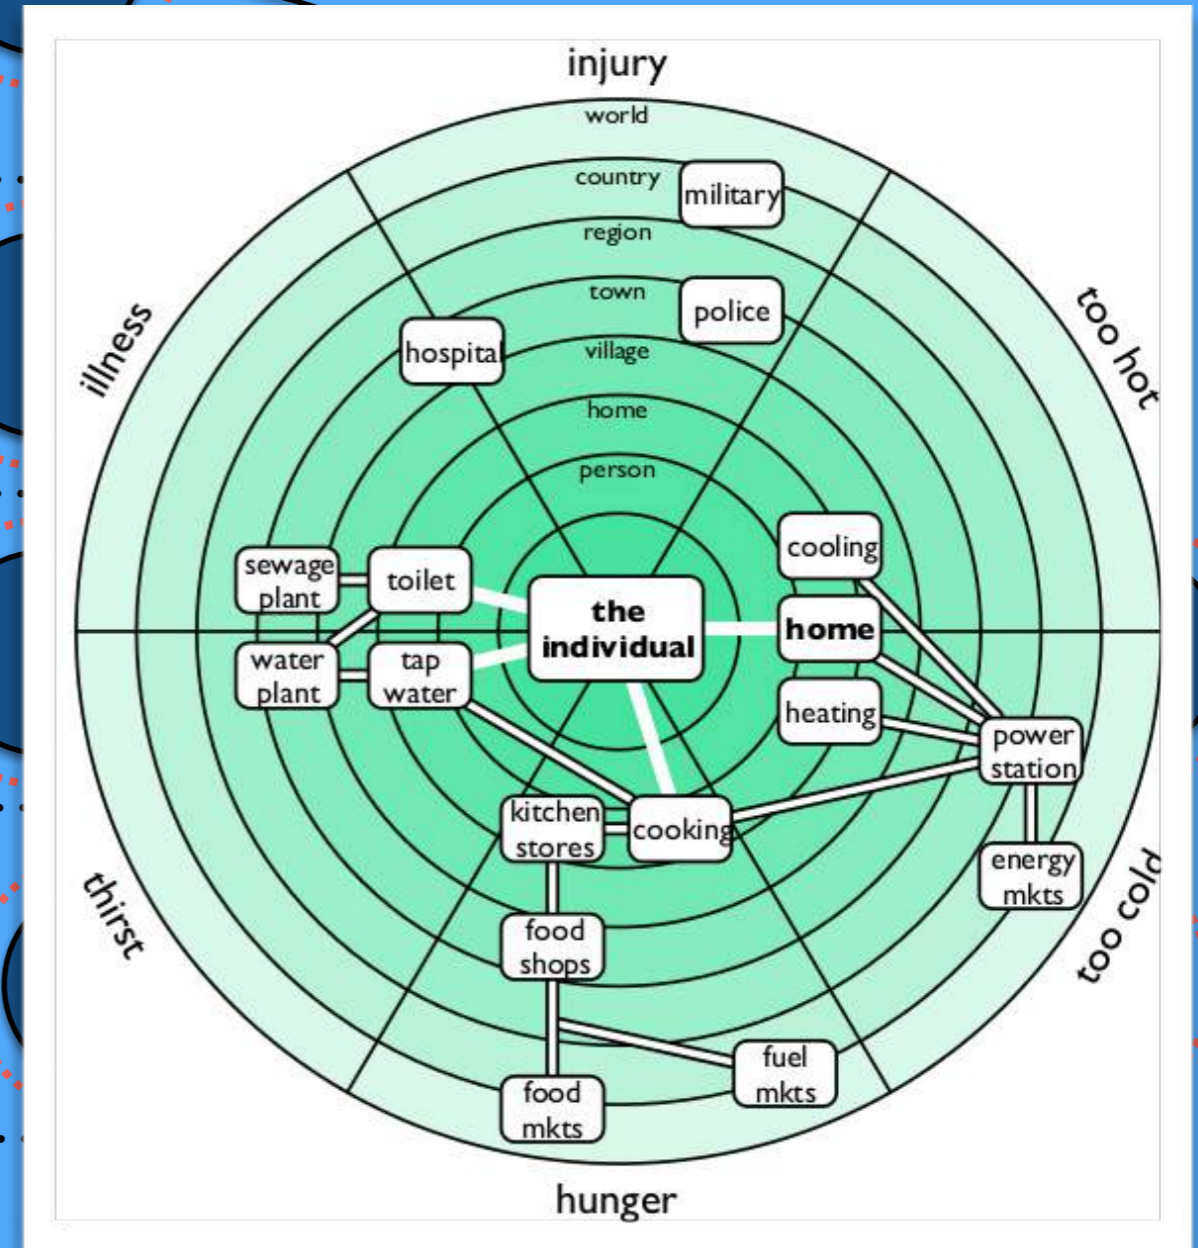 injury
world
country
military
region
town
police
village
hospital
home
person
illness
too hot
cooling
sewage
plant
toilet
the
individual
home
water
plant
tap
water
heating
power
station
kitchen
stores
cooking
energy
mkts
too cold
thirst
food
shops
fuel
mkts
food
mkts
hunger